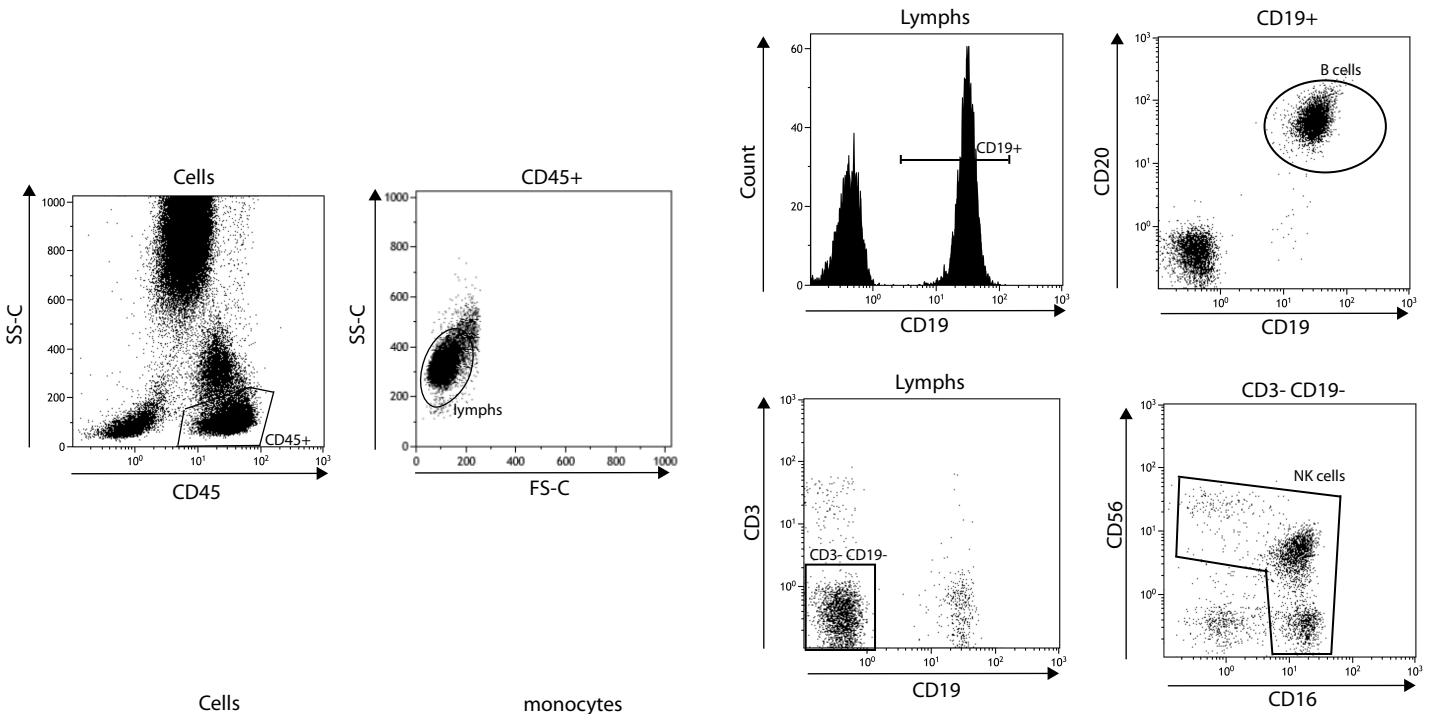 Cells
SS-C
1000
800
600
400
200
0
CD45+
10⁰
10¹
10²
10³
CD45
CD45+
SS-C
1000
800
600
400
200
0
lymphs
0
200
400
600
800
1000
FS-C
Lymphs
Count
60
40
20
0
CD19+
10⁰
10¹
10²
10³
CD19
CD19+
CD20
10³
10²
10¹
10⁰
B cells
10⁰
10¹
10²
10³
CD19
Lymphs
CD3
10³
10²
10¹
10⁰
CD3- CD19-
10⁰
10¹
10²
10³
CD19
CD3- CD19-
CD56
10³
10²
10¹
10⁰
NK cells
10⁰
10¹
10²
10³
CD16
Cells
monocytes